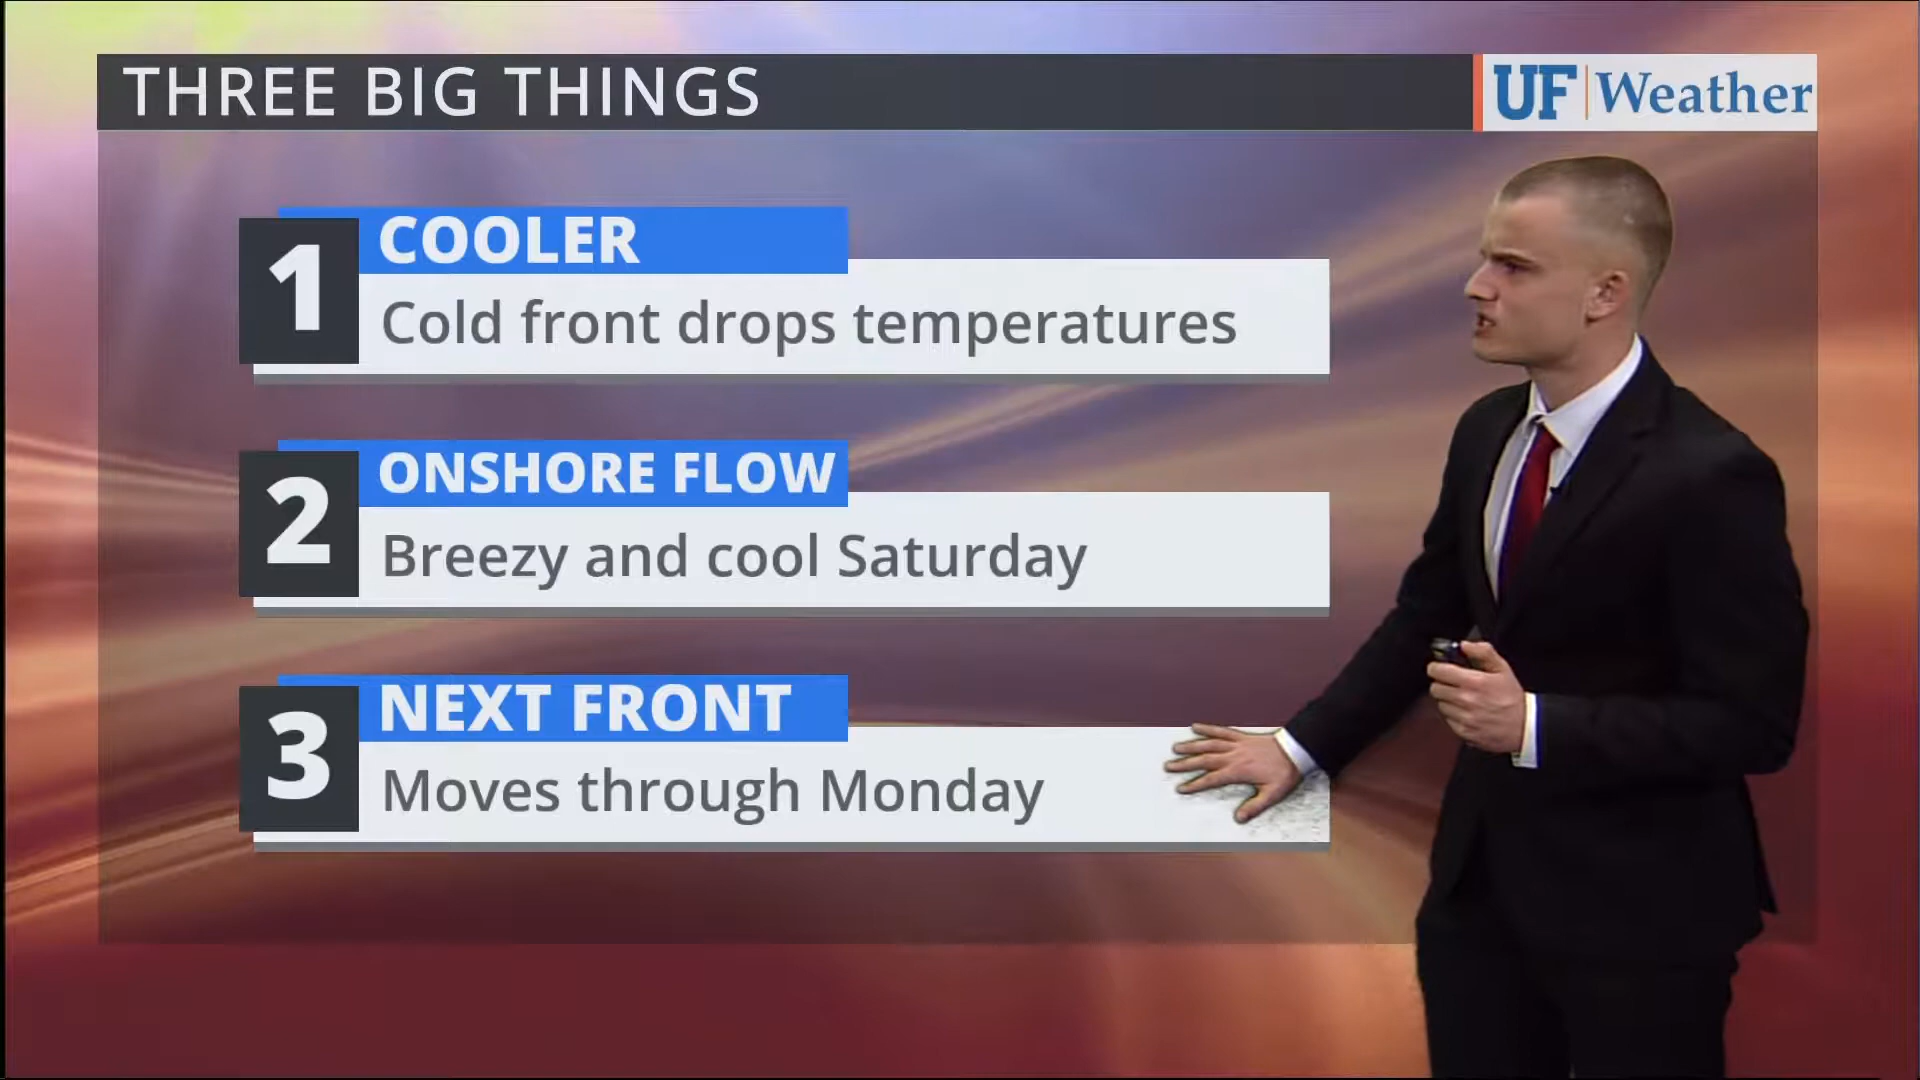 THREE BIG THINGS
UF Weather
1
COOLER
Cold front drops temperatures
2
ONSHORE FLOW
Breezy and cool Saturday
3
NEXT FRONT
Moves through Monday